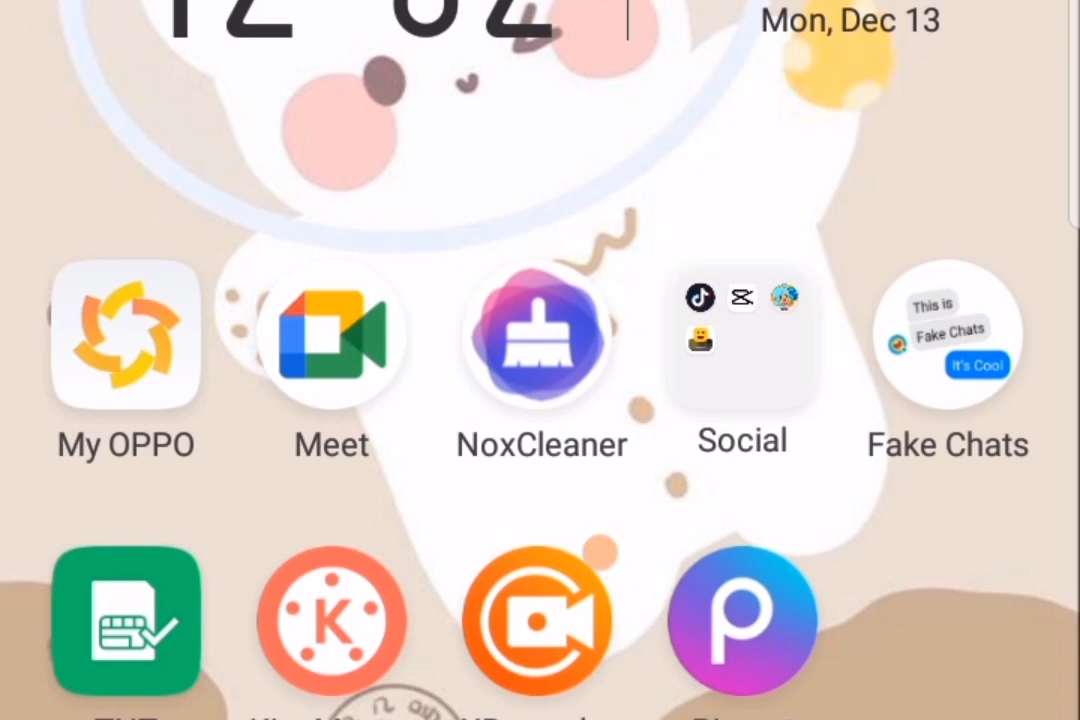 Mon, Dec 13
This is
Fake Chats
It's Cool
My OPPO
Meet
NoxCleaner
Social
Fake Chats
K